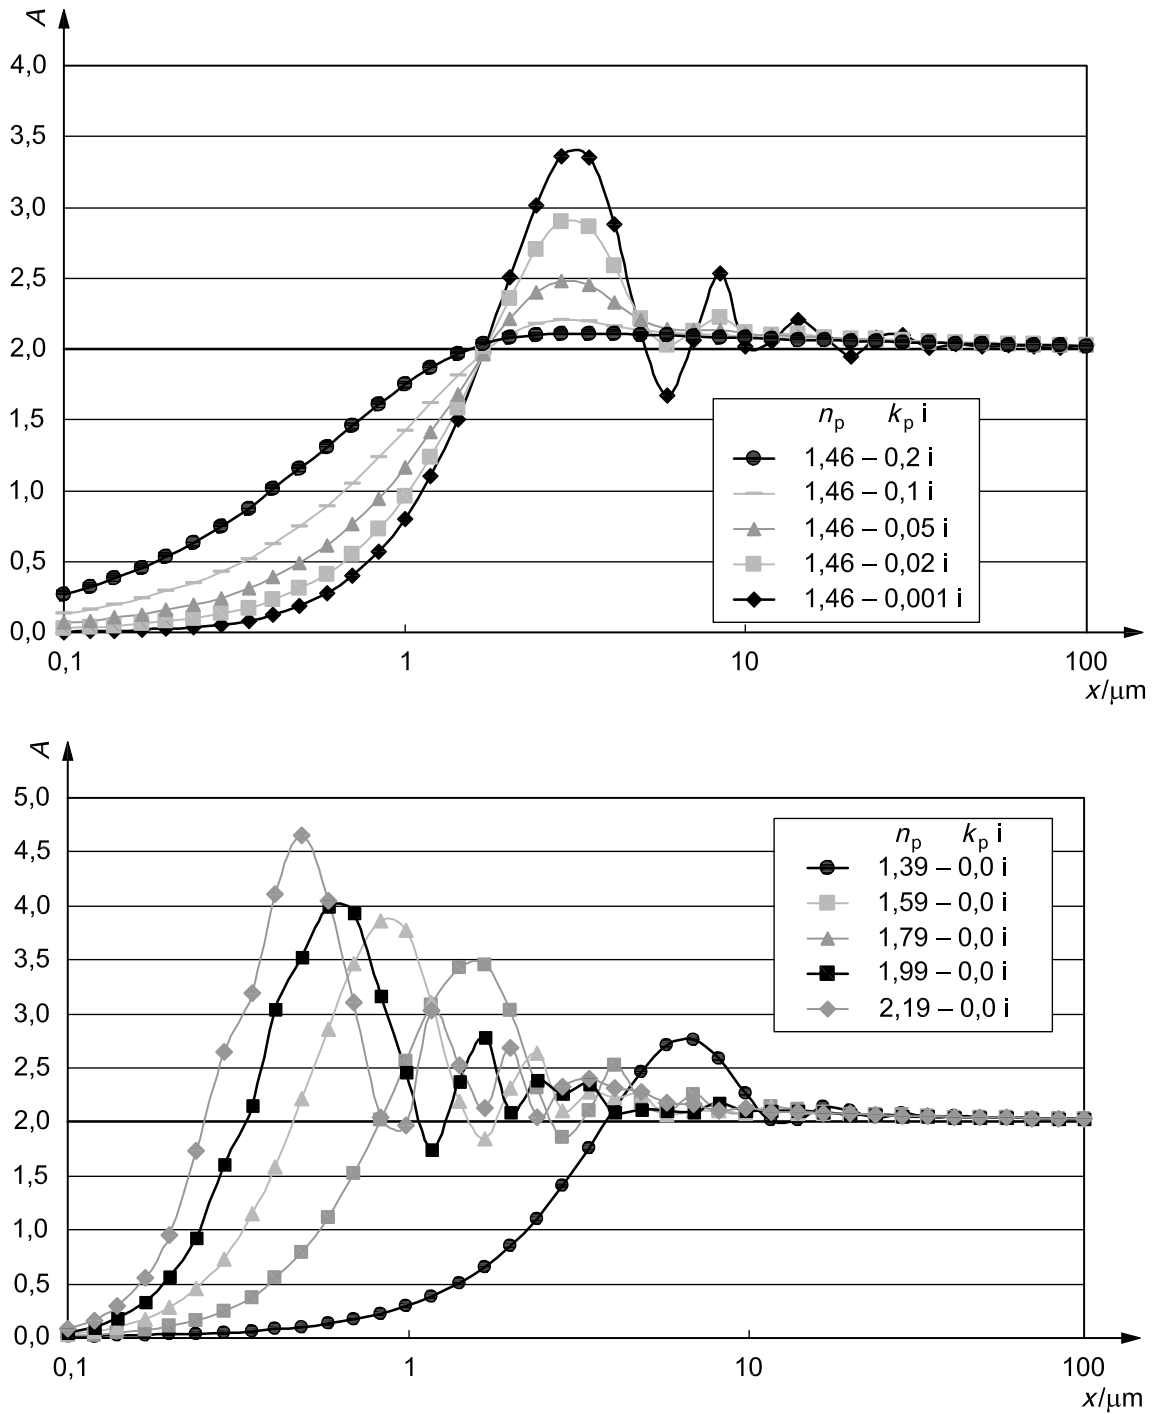 A
4,0
3,5
3,0
2,5
2,0
1,5
1,0
0,5
0,0
n_p k_p i
1,46 – 0,2 i
1,46 – 0,1 i
1,46 – 0,05 i
1,46 – 0,02 i
1,46 – 0,001 i
0,1 1 10 100
x/μm
A
5,0
4,5
4,0
3,5
3,0
2,5
2,0
1,5
1,0
0,5
0,0
n_p k_p i
1,39 – 0,0 i
1,59 – 0,0 i
1,79 – 0,0 i
1,99 – 0,0 i
2,19 – 0,0 i
0,1 1 10 100
x/μm